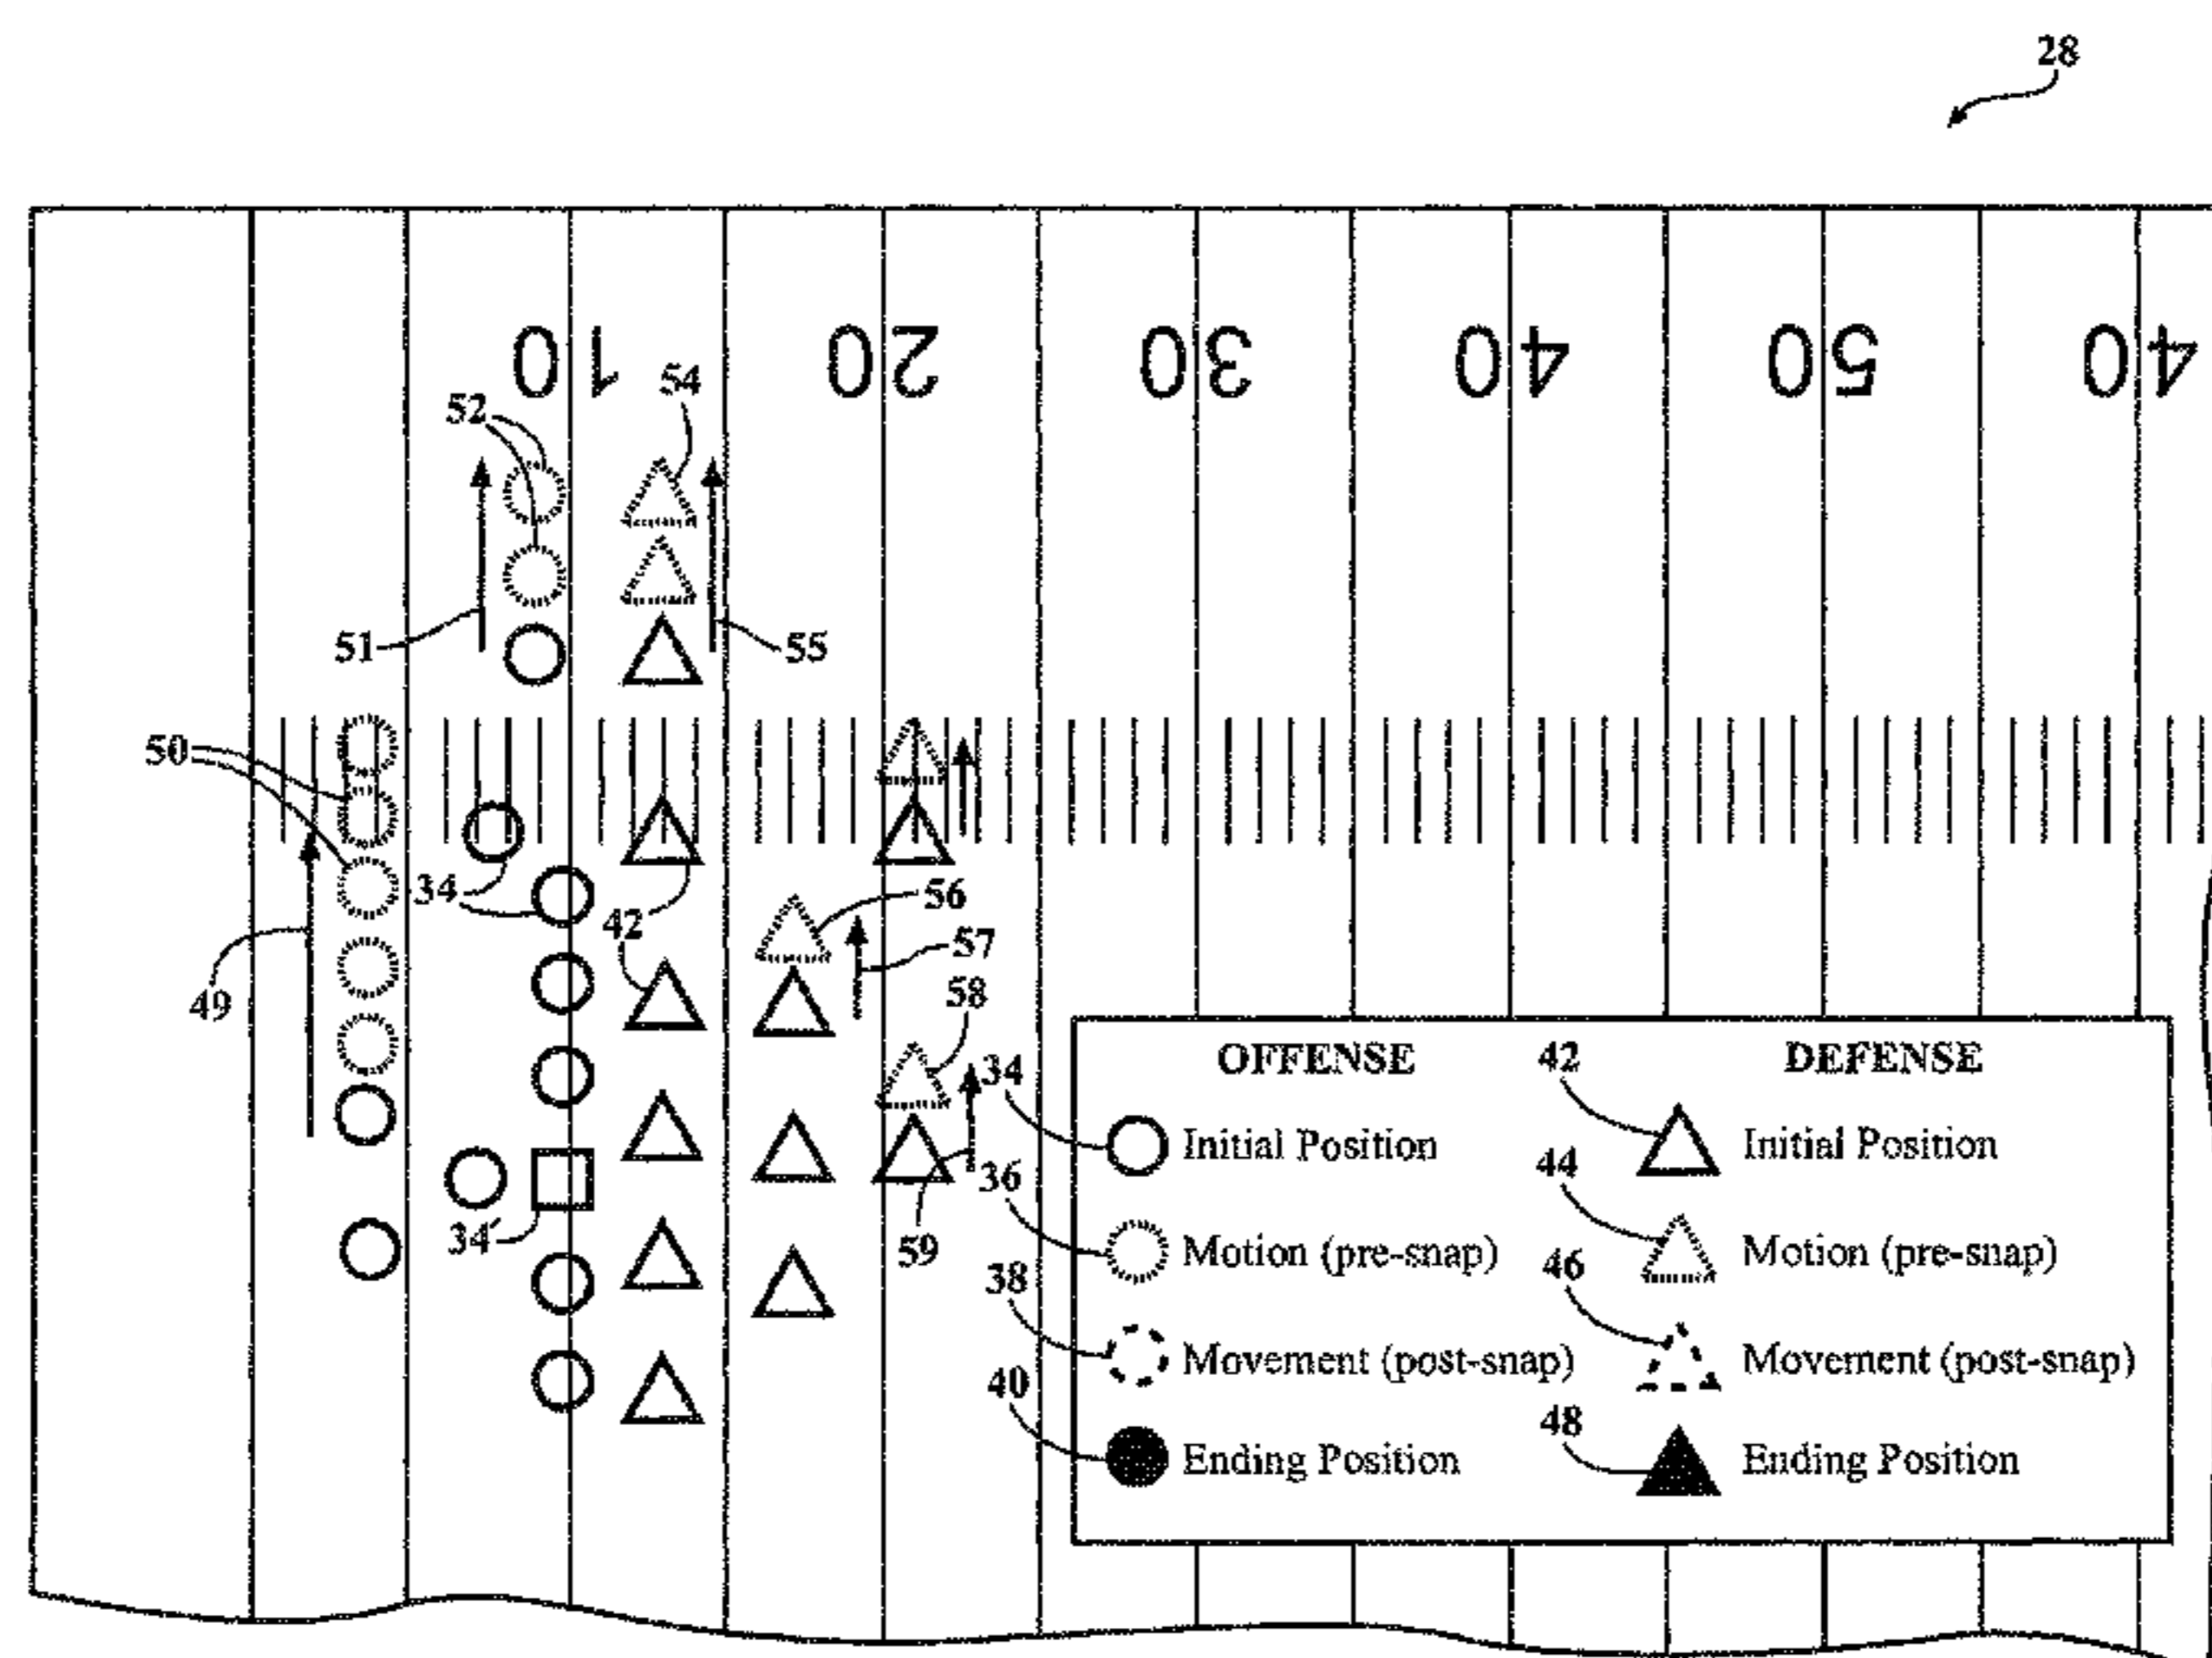 28
10 20 30 40 50 40
54
52
51
55
50
34
56
42
57
49
58
OFFENSE
DEFENSE
34
42
Initial Position
Initial Position
44
36
34'
59
Motion (pre-snap)
Motion (pre-snap)
38
46
Movement (post-snap)
Movement (post-snap)
40
48
Ending Position
Ending Position